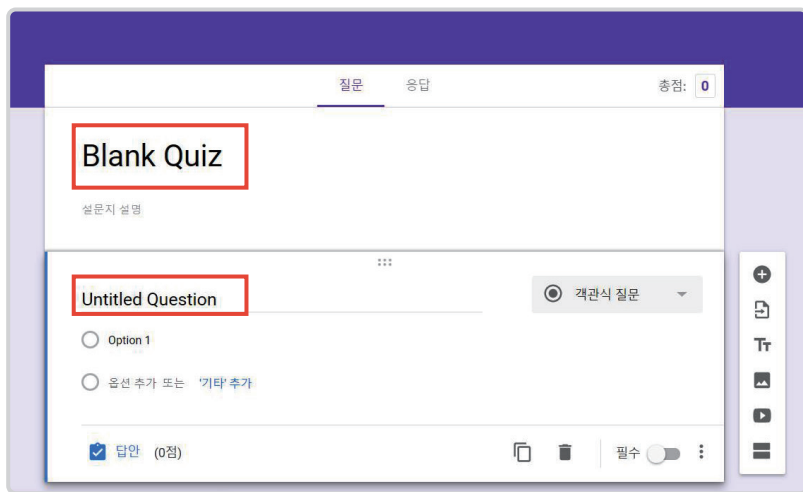 질문 응답 총점: 0
Blank Quiz
설문지 설명
Untitled Question 객관식 질문
Option 1
옵션 추가 또는 '기타' 추가
답안 (0점) 필수
Tт